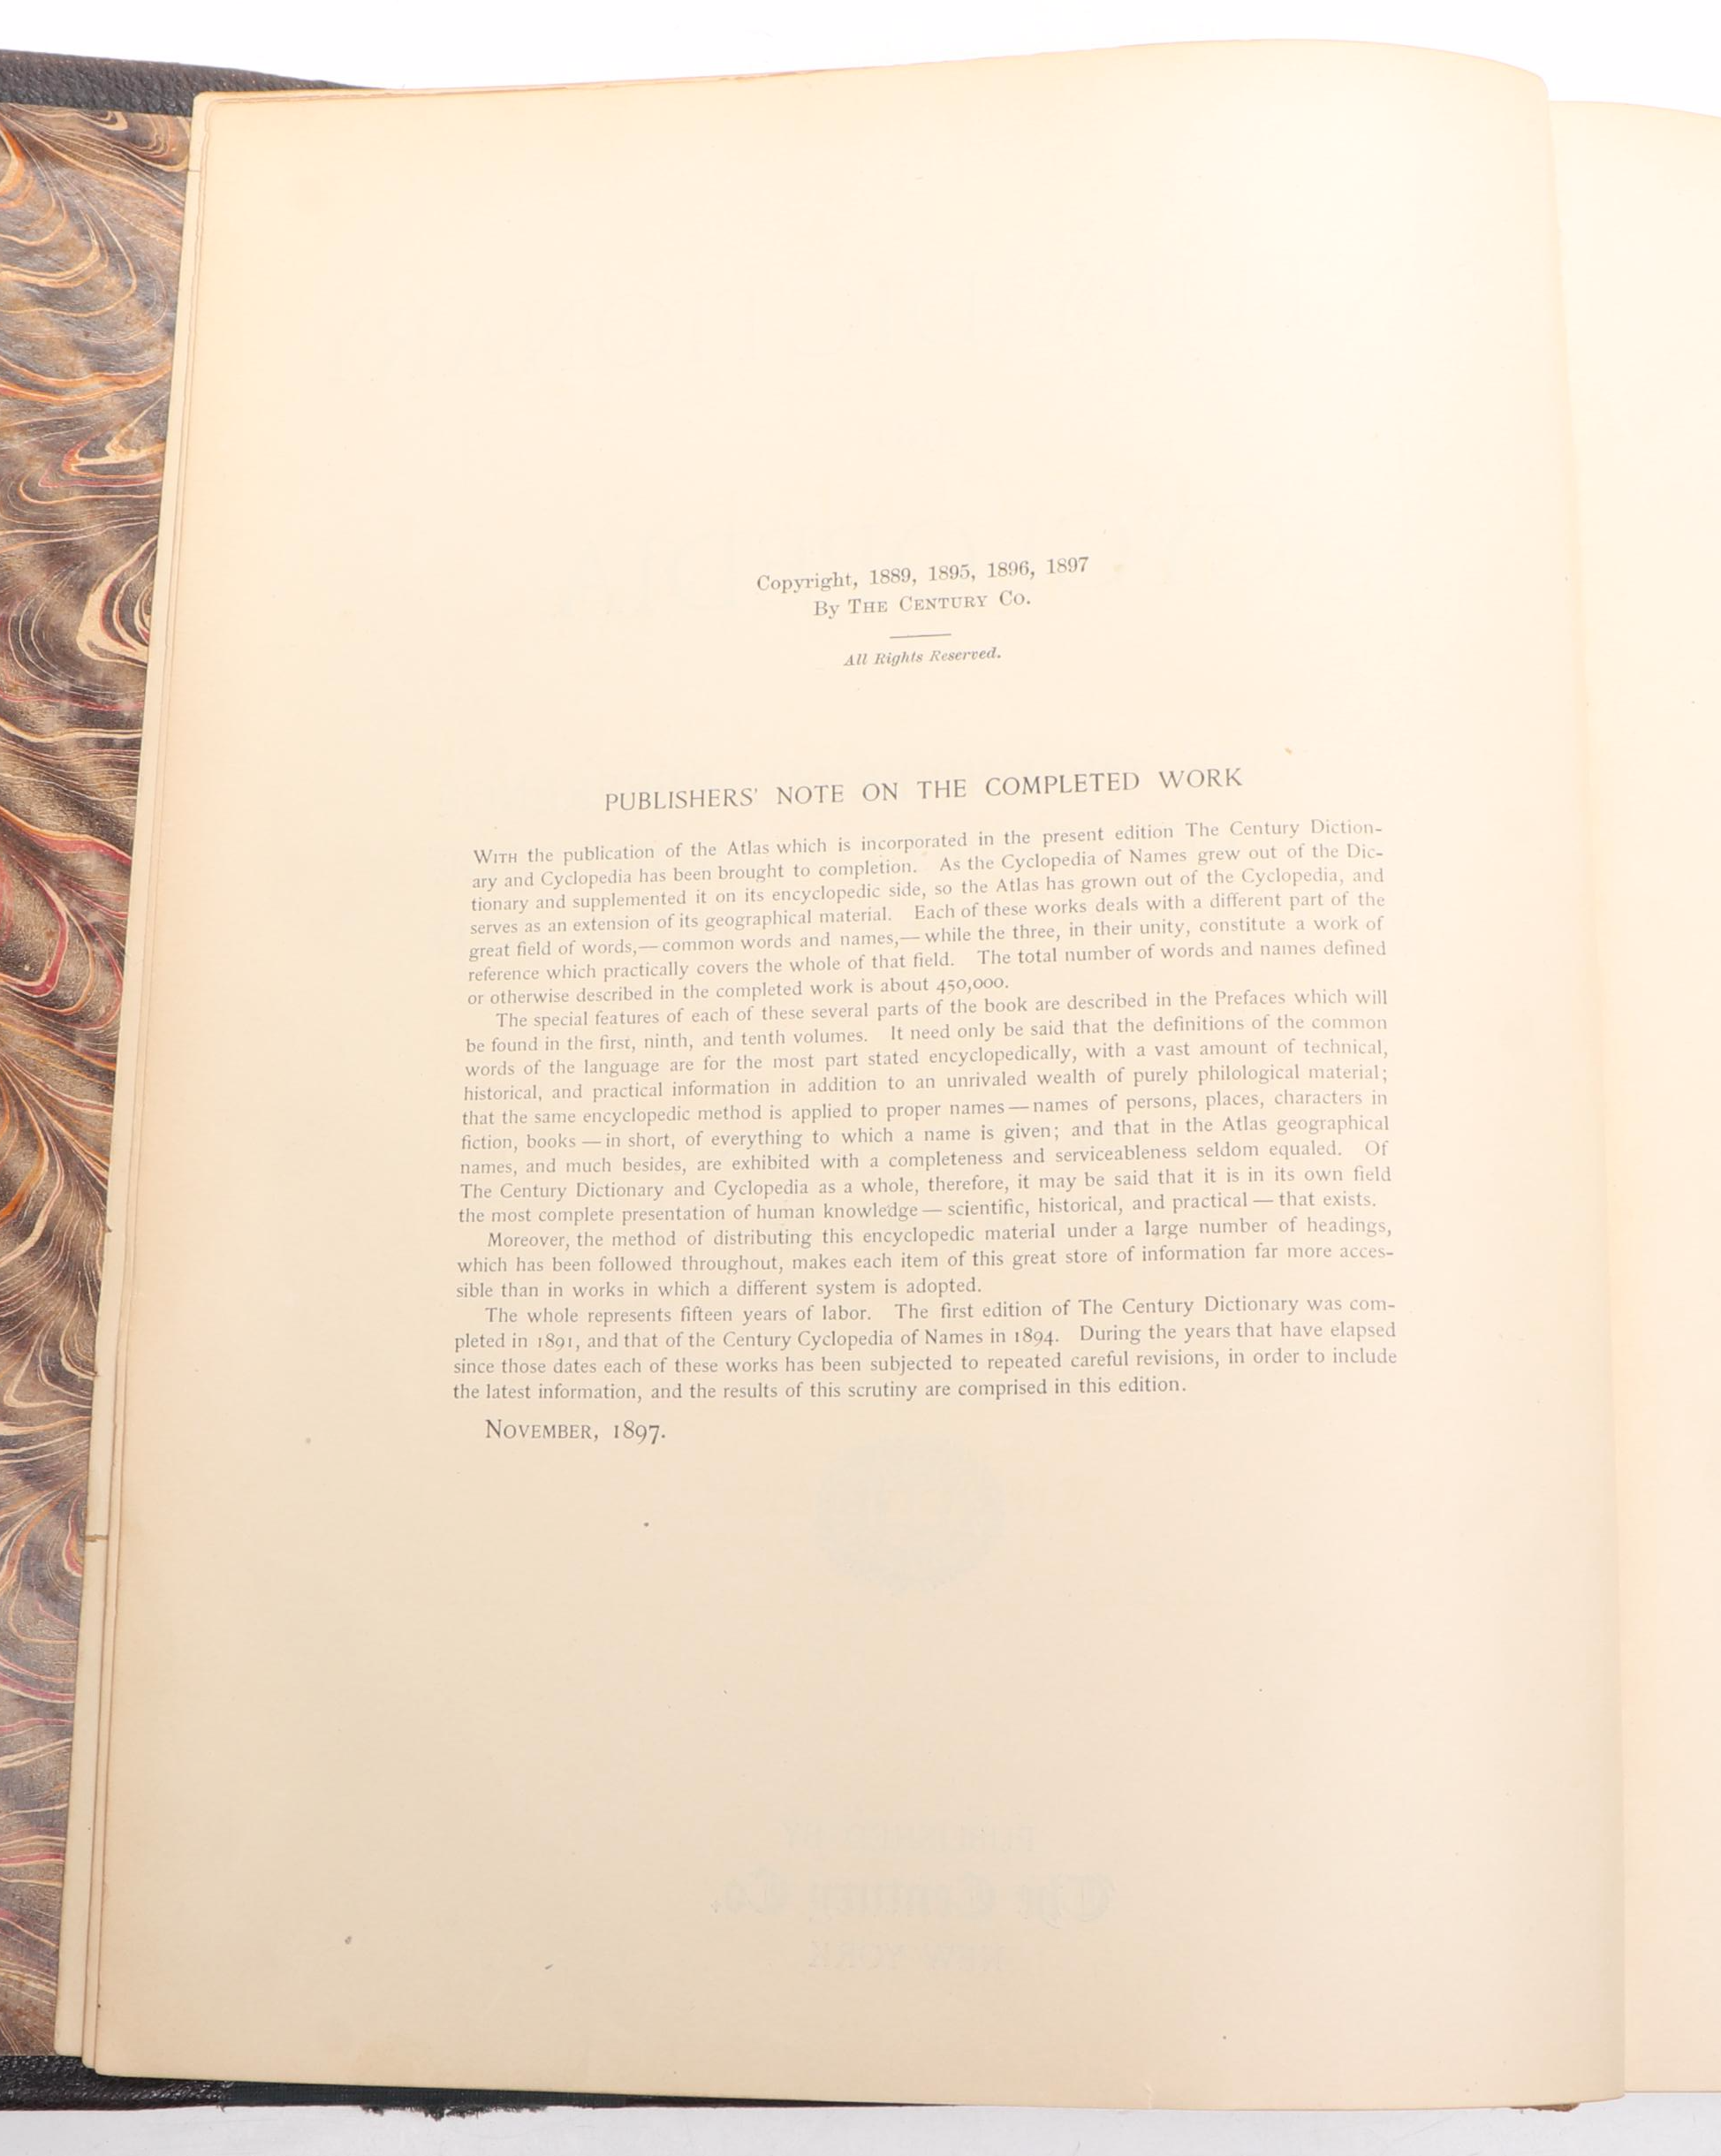 Copyright, 1889, 1895, 1896, 1897
By THE CENTURY Co.
All Rights Reserved.
PUBLISHERS' NOTE ON THE COMPLETED WORK
WITH the publication of the Atlas which is incorporated in the present edition The Century Diction-
ary and Cyclopedia has been brought to completion. As the Cyclopedia of Names grew out of the Dic-
tionary and supplemented it on its encyclopedic side, so the Atlas has grown out of the Cyclopedia, and
serves as an extension of its geographical material. Each of these works deals with a different part of the
great field of words,—common words and names,—while the three, in their unity, constitute a work of
reference which practically covers the whole of that field. The total number of words and names defined
or otherwise described in the completed work is about 450,000.
The special features of each of these several parts of the book are described in the Prefaces which will
be found in the first, ninth, and tenth volumes. It need only be said that the definitions of the common
words of the language are for the most part stated encyclopedically, with a vast amount of technical,
historical, and practical information in addition to an unrivaled wealth of purely philological material;
that the same encyclopedic method is applied to proper names—names of persons, places, characters in
fiction, books—in short, of everything to which a name is given; and that in the Atlas geographical
names, and much besides, are exhibited with a completeness and serviceableness seldom equaled. Of
The Century Dictionary and Cyclopedia as a whole, therefore, it may be said that it is in its own field
the most complete presentation of human knowledge—scientific, historical, and practical—that exists.
Moreover, the method of distributing this encyclopedic material under a large number of headings,
which has been followed throughout, makes each item of this great store of information far more acces-
sible than in works in which a different system is adopted.
The whole represents fifteen years of labor. The first edition of The Century Dictionary was com-
pleted in 1891, and that of the Century Cyclopedia of Names in 1894. During the years that have elapsed
since those dates each of these works has been subjected to repeated careful revisions, in order to include
the latest information, and the results of this scrutiny are comprised in this edition.
NOVEMBER, 1897.